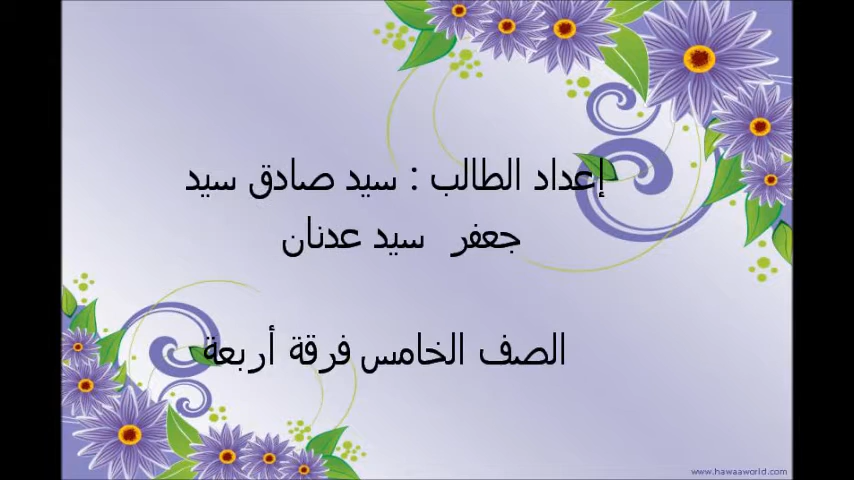 إعداد الطالب : سيد صادق سيد
جعفر سيد عدنان
الصف الخامس فرقة أربعة
www.hawaaworld.com